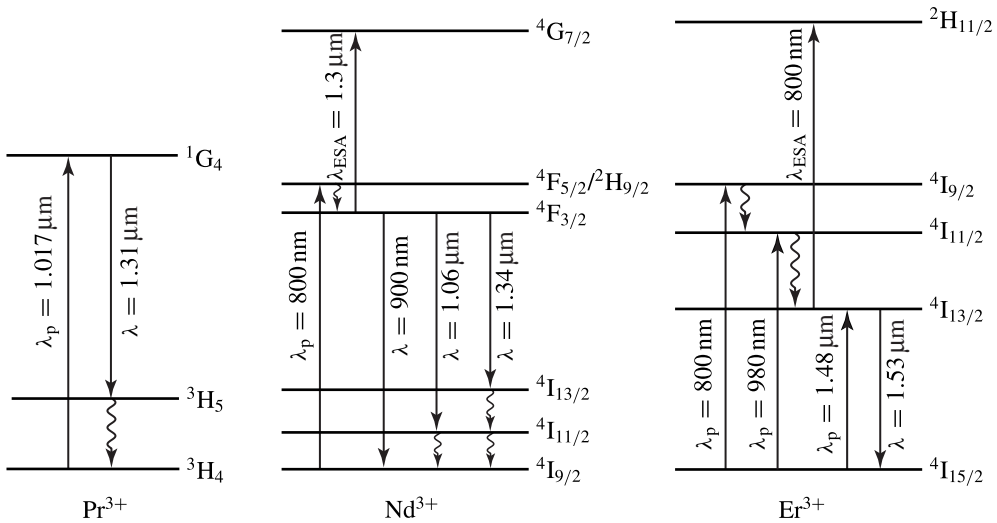 ¹G₄
λₚ = 1.017 μm
λ = 1.31 μm
³H₅
³H₄
Pr³⁺
⁴G₇/₂
λ_ESA = 1.3 μm
⁴F₅/₂/²H₉/₂
⁴F₃/₂
λₚ = 800 nm
λ = 900 nm
λ = 1.06 μm
λ = 1.34 μm
⁴I₁₃/₂
⁴I₁₁/₂
⁴I₉/₂
Nd³⁺
²H₁₁/₂
λ_ESA = 800 nm
⁴I₉/₂
⁴I₁₁/₂
⁴I₁₃/₂
λₚ = 800 nm
λₚ = 980 nm
λₚ = 1.48 μm
λ = 1.53 μm
⁴I₁₅/₂
Er³⁺